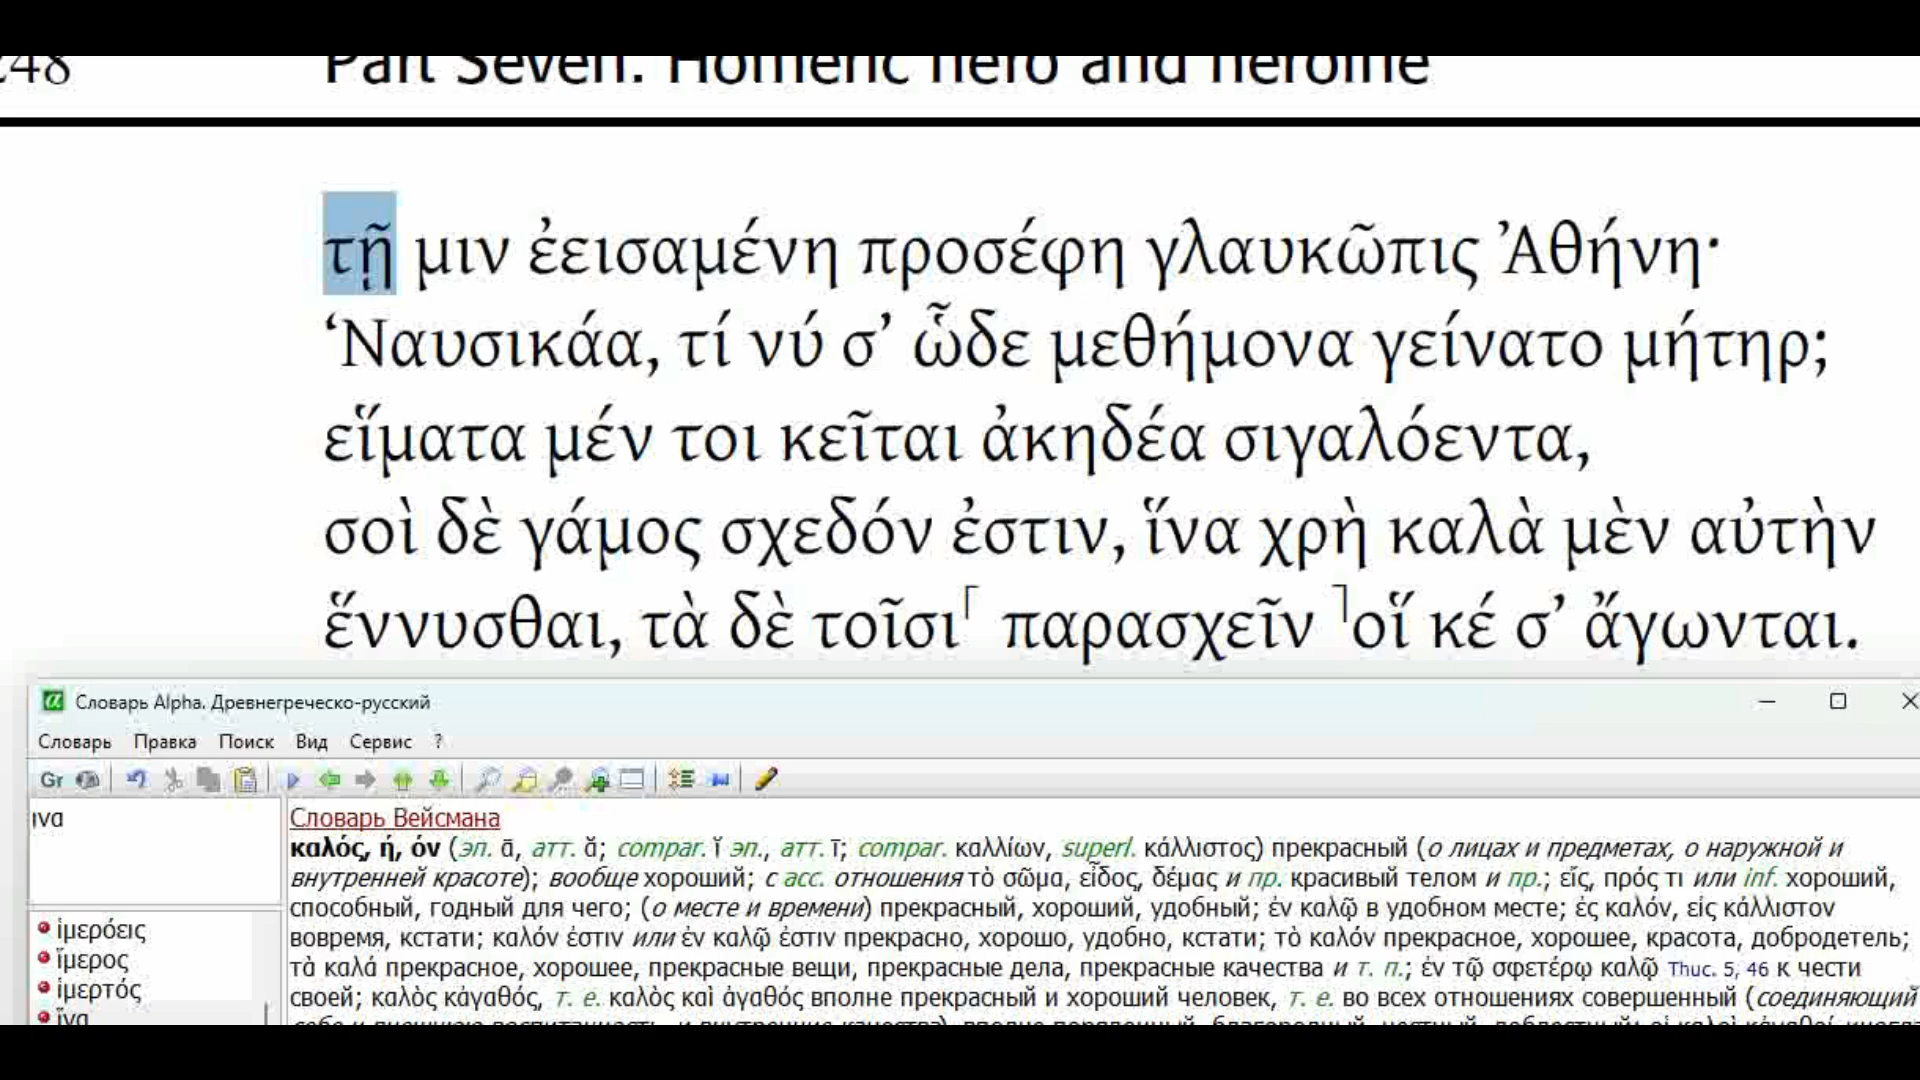 248 Part Seven: Homeric hero and heroine
τῇ μιν ἐεισαμένη προσέφη γλαυκῶπις Ἀθήνη·
‘Ναυσικάα, τί νύ σ’ ὧδε μεθήμονα γείνατο μήτηρ;
εἵματα μέν τοι κεῖται ἀκηδέα σιγαλόεντα,
σοὶ δὲ γάμος σχεδόν ἐστιν, ἵνα χρὴ καλὰ μὲν αὐτὴν
ἕννυσθαι, τὰ δὲ τοῖσι⌈ παρασχεῖν ⌉οἵ κέ σ’ ἄγωνται.
Словарь Alpha. Древнегреческо-русский
Словарь Правка Поиск Вид Сервис ?
Gr
ινα
ἱμερόεις
ἵμερος
ἱμερτός
ἵνα
Словарь Вейсмана
καλός, ή, όν (эп. ᾱ, атт. ᾰ; compar. ῐ эп., атт. ῑ; compar. καλλίων, superl. κάλλιστος) прекрасный (о лицах и предметах, о наружной и
внутренней красоте); вообще хороший; с acc. отношения τὸ σῶμα, εἶδος, δέμας и пр. красивый телом и пр.; εἴς, πρός τι или inf. хороший,
способный, годный для чего; (о месте и времени) прекрасный, хороший, удобный; ἐν καλῷ в удобном месте; ἐς καλόν, εἰς κάλλιστον
вовремя, кстати; καλόν ἐστιν или ἐν καλῷ ἐστιν прекрасно, хорошо, удобно, кстати; τὸ καλόν прекрасное, хорошее, красота, добродетель;
τὰ καλά прекрасное, хорошее, прекрасные вещи, прекрасные дела, прекрасные качества и т. п.; ἐν τῷ σφετέρῳ καλῷ Thuc. 5, 46 к чести
своей; καλὸς κἀγαθός, т. е. καλὸς καὶ ἀγαθός вполне прекрасный и хороший человек, т. е. во всех отношениях совершенный (соединяющий